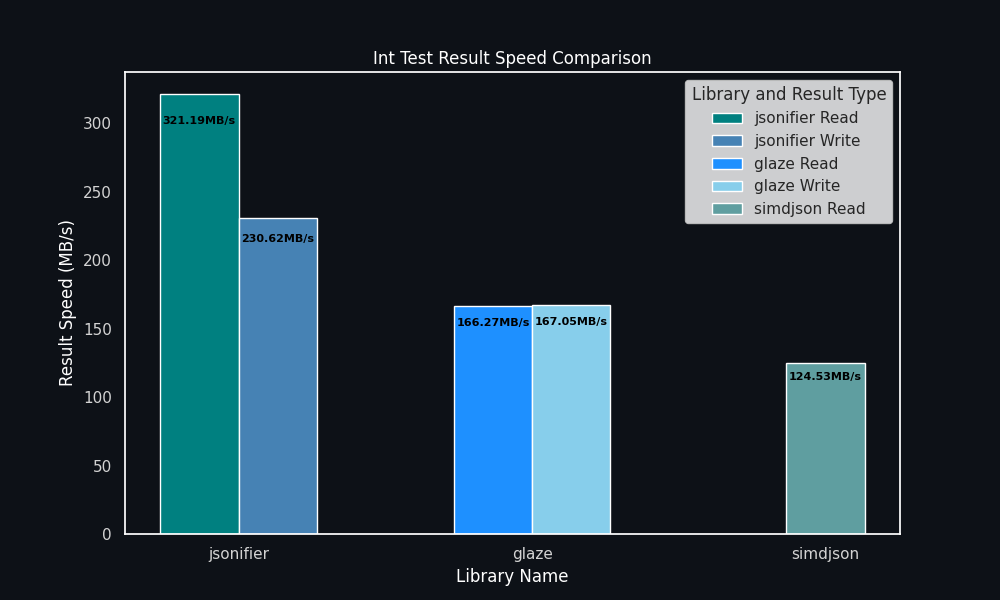 Int Test Result Speed Comparison
Library and Result Type
jsonifier Read
jsonifier Write
glaze Read
glaze Write
simdjson Read
Result Speed (MB/s)
300
250
200
150
100
50
0
321.19MB/s
230.62MB/s
166.27MB/s
167.05MB/s
124.53MB/s
jsonifier
glaze
simdjson
Library Name